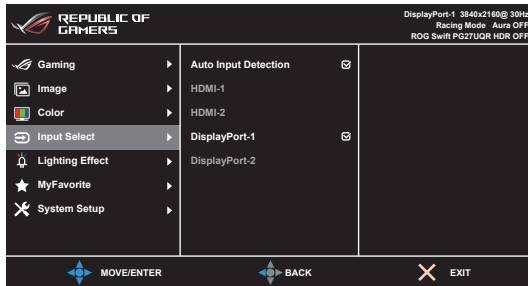 REPUBLIC OF
GAMERS
DisplayPort-1 3840x2160@ 30Hz
Racing Mode Aura OFF
ROG Swift PG27UQR HDR OFF
Gaming
Image
Color
Input Select
Lighting Effect
MyFavorite
System Setup
Auto Input Detection
HDMI-1
HDMI-2
DisplayPort-1
DisplayPort-2
MOVE/ENTER
BACK
EXIT